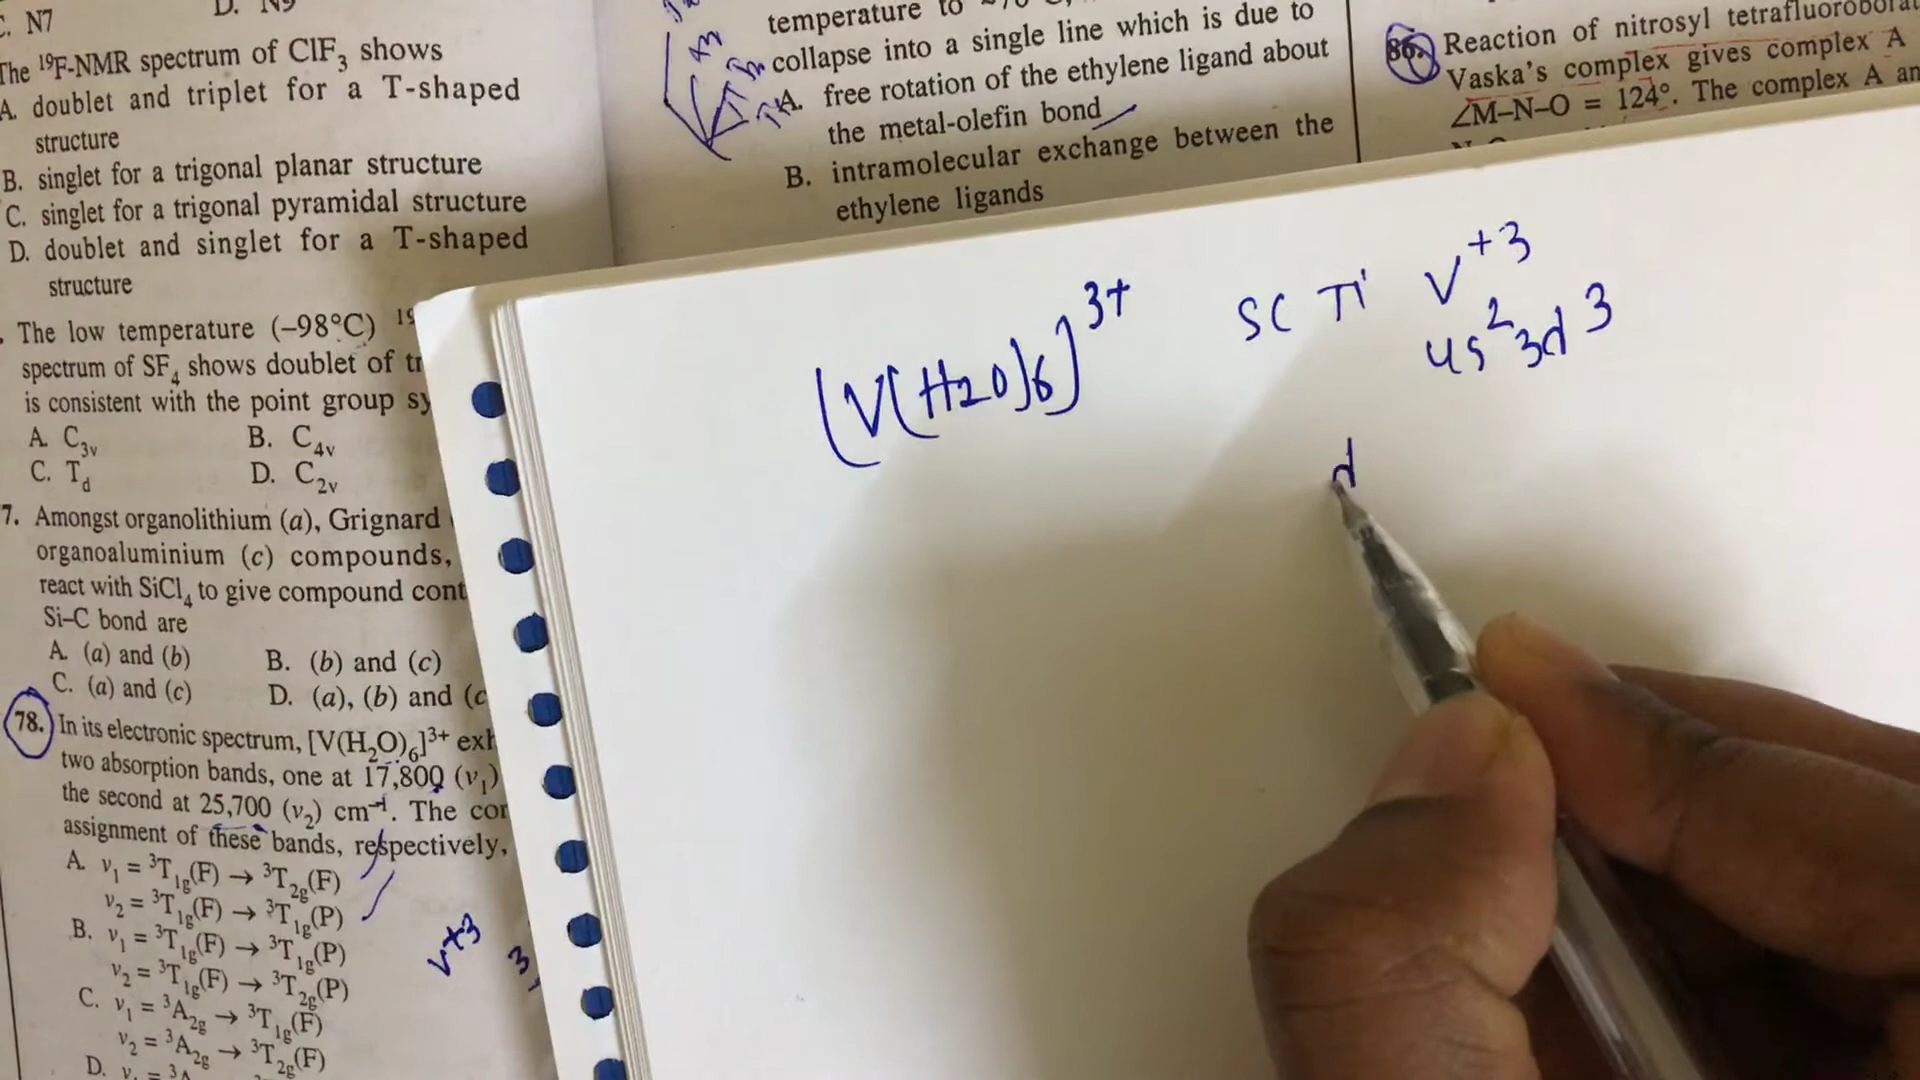 C. N7
D. N9
The ¹⁹F-NMR spectrum of ClF₃ shows
A. doublet and triplet for a T-shaped
structure
B. singlet for a trigonal planar structure
C. singlet for a trigonal pyramidal structure
D. doublet and singlet for a T-shaped
structure
The low temperature (–98°C)
spectrum of SF₄ shows doublet of
is consistent with the point group
A. C₃ᵥ B. C₄ᵥ
C. T_d D. C₂ᵥ
7. Amongst organolithium (a), Grignard
organoaluminium (c) compounds,
react with SiCl₄ to give compound
Si–C bond are
A. (a) and (b) B. (b) and (c)
C. (a) and (c) D. (a), (b) and (c
78. In its electronic spectrum, [V(H₂O)₆]³⁺
two absorption bands, one at 17,800 (ν₁)
the second at 25,700 (ν₂) cm⁻¹. The
assignment of these bands, respectively,
A. ν₁ = ³T₁g(F) → ³T₂g(F)
ν₂ = ³T₁g(F) → ³T₁g(P)
B. ν₁ = ³T₁g(F) → ³T₁g(P)
ν₂ = ³T₁g(F) → ³T₂g(P)
C. ν₁ = ³A₂g → ³T₁g(F)
ν₂ = ³A₂g → ³T₂g(F)
D. ν₁ = ³A
V+3
3
temperature to
collapse into a single line which is due to
A. free rotation of the ethylene ligand about
the metal-olefin bond
B. intramolecular exchange between the
ethylene ligands
86. Reaction of nitrosyl
Vaska's complex gives complex A
∠M–N–O = 124°. The complex A
[V(H2O)6]³⁺
SC Ti V⁺³
4s² 3d³
d